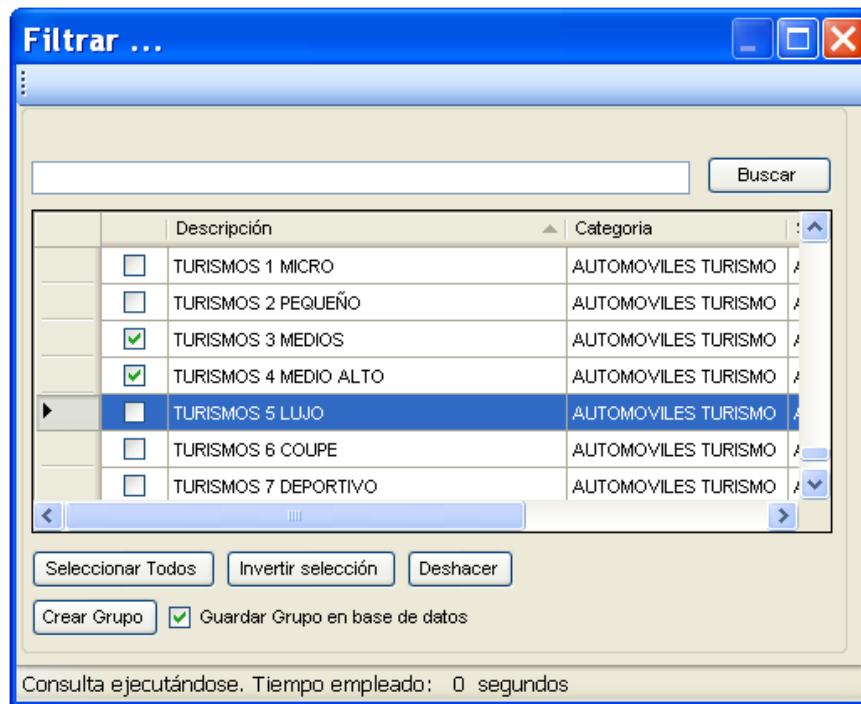 Filtrar ...
Buscar
Descripción Categoria
TURISMOS 1 MICRO AUTOMOVILES TURISMO
TURISMOS 2 PEQUEÑO AUTOMOVILES TURISMO
TURISMOS 3 MEDIOS AUTOMOVILES TURISMO
TURISMOS 4 MEDIO ALTO AUTOMOVILES TURISMO
TURISMOS 5 LUJO AUTOMOVILES TURISMO
TURISMOS 6 COUPE AUTOMOVILES TURISMO
TURISMOS 7 DEPORTIVO AUTOMOVILES TURISMO
Seleccionar Todos Invertir selección Deshacer
Crear Grupo Guardar Grupo en base de datos
Consulta ejecutándose. Tiempo empleado: 0 segundos